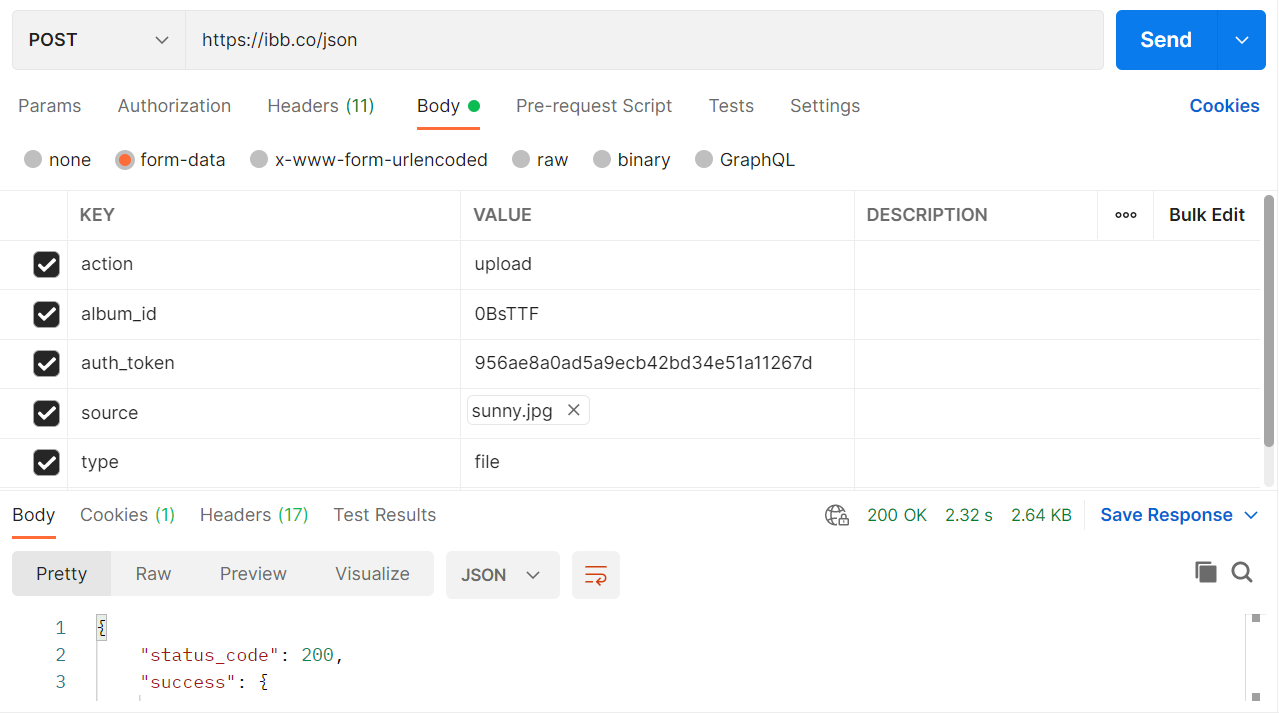 POST https://ibb.co/json Send
Params Authorization Headers (11) Body Pre-request Script Tests Settings Cookies
none form-data x-www-form-urlencoded raw binary GraphQL
KEY VALUE DESCRIPTION ooo Bulk Edit
action upload
album_id 0BsTTF
auth_token 956ae8a0ad5a9ecb42bd34e51a11267d
source sunny.jpg
type file
Body Cookies (1) Headers (17) Test Results 200 OK 2.32 s 2.64 KB Save Response
Pretty Raw Preview Visualize JSON
1 {
2 "status_code": 200,
3 "success": {